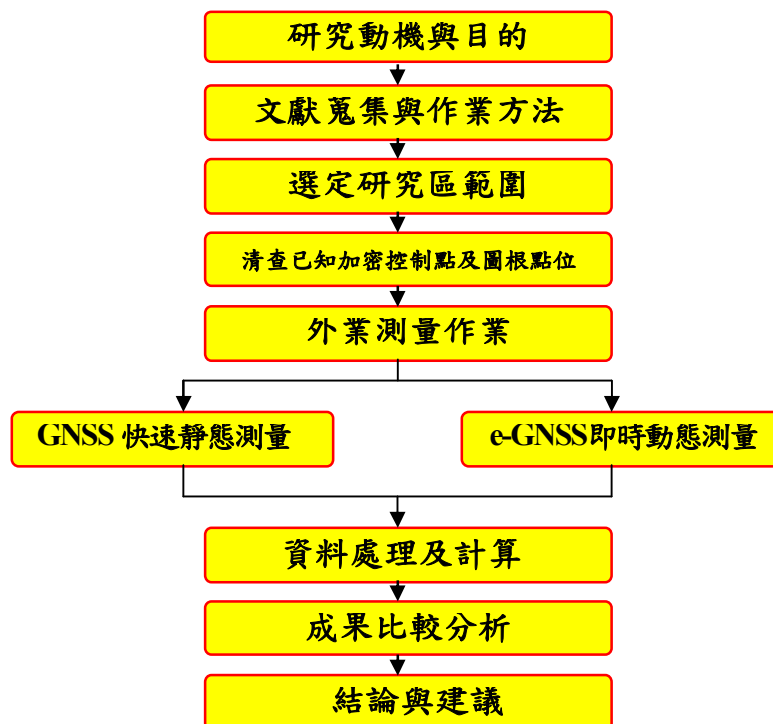 研究動機與目的
文獻蒐集與作業方法
選定研究區範圍
清查已知加密控制點及圖根點位
外業測量作業
GNSS 快速靜態測量
e-GNSS即時動態測量
資料處理及計算
成果比較分析
結論與建議